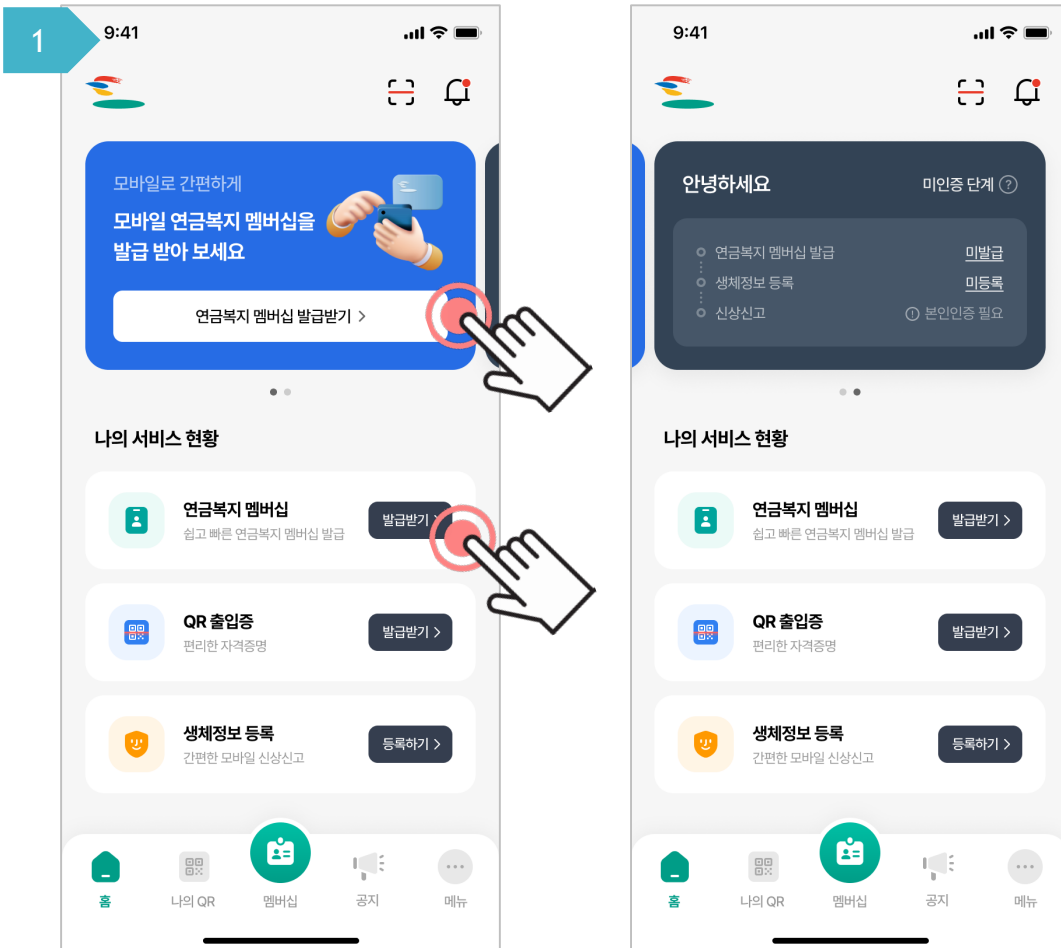 1
9:41
모바일로 간편하게
모바일 연금복지 멤버십을
발급 받아 보세요
연금복지 멤버십 발급받기 >
나의 서비스 현황
연금복지 멤버십
쉽고 빠른 연금복지 멤버십 발급
발급받기 >
QR 출입증
편리한 자격증명
발급받기 >
생체정보 등록
간편한 모바일 신상신고
등록하기 >
홈
나의 QR
멤버십
공지
메뉴
9:41
안녕하세요
미인증 단계 ?
연금복지 멤버십 발급 미발급
생체정보 등록 미등록
신상신고 본인인증 필요
나의 서비스 현황
연금복지 멤버십
쉽고 빠른 연금복지 멤버십 발급
발급받기 >
QR 출입증
편리한 자격증명
발급받기 >
생체정보 등록
간편한 모바일 신상신고
등록하기 >
홈
나의 QR
멤버십
공지
메뉴